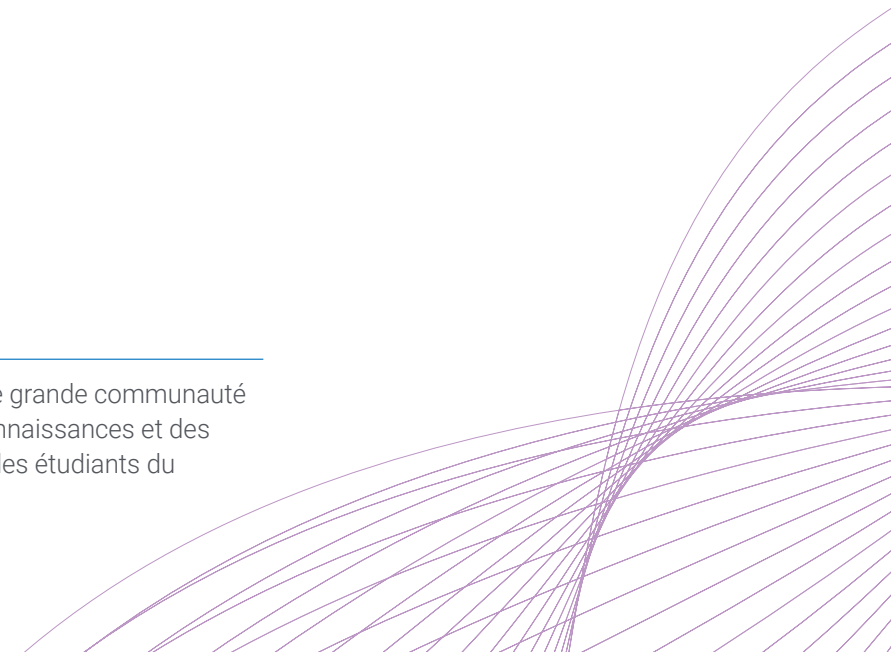 grande communauté
nnaissances et des
les étudiants du